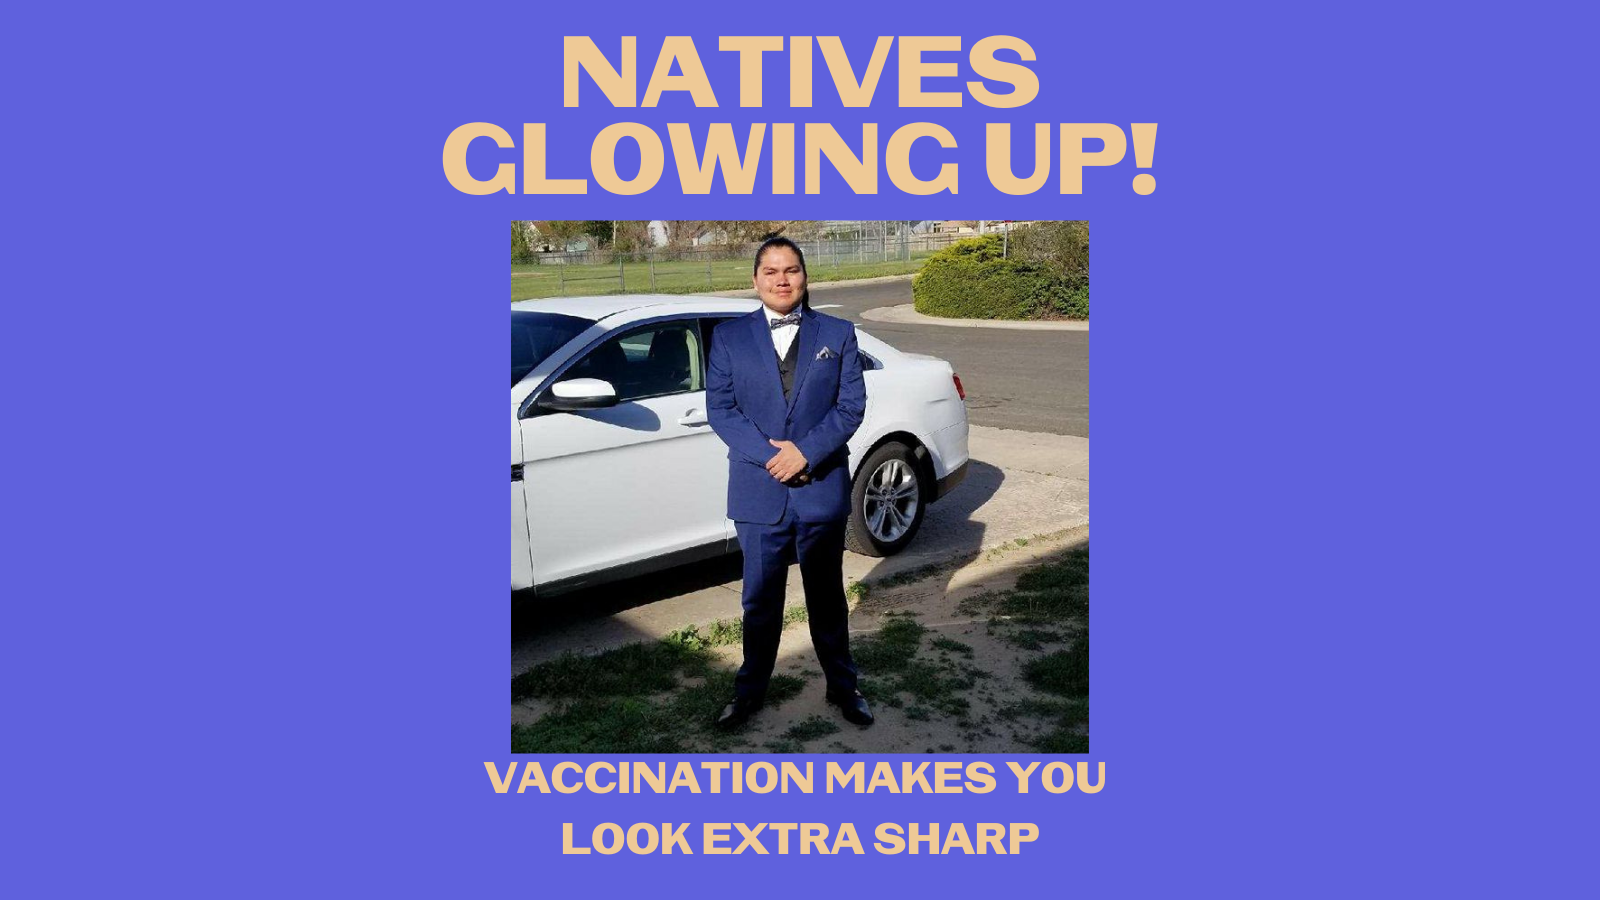 NATIVES
GLOWING UP!
VACCINATION MAKES YOU
LOOK EXTRA SHARP